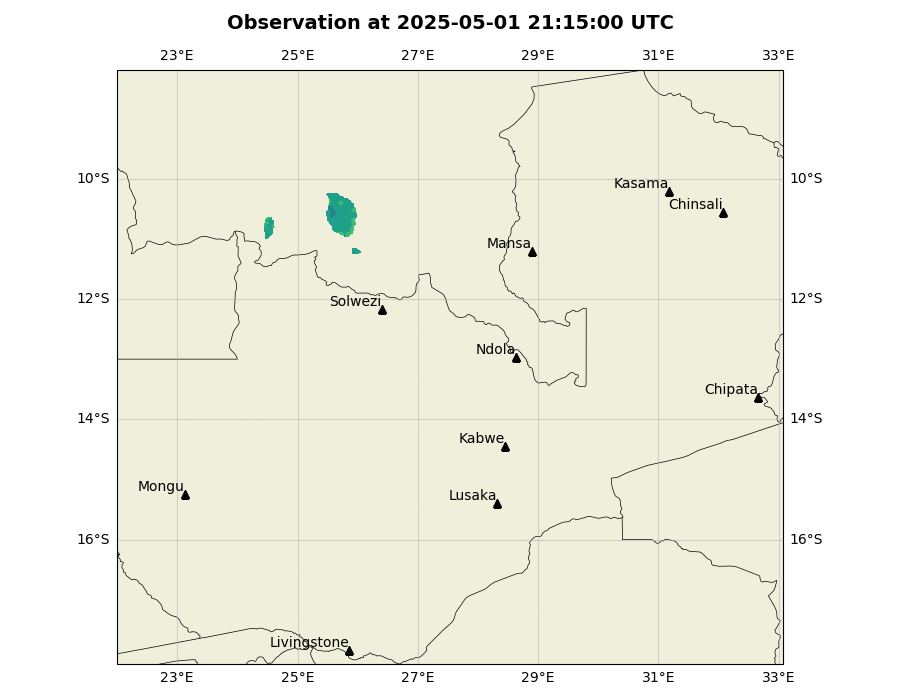 Observation at 2025-05-01 21:15:00 UTC
23°E 25°E 27°E 29°E 31°E 33°E
10°S 10°S
Kasama
Chinsali
Mansa
12°S 12°S
Solwezi
Ndola
Chipata
14°S 14°S
Kabwe
Mongu
Lusaka
16°S 16°S
Livingstone
23°E 25°E 27°E 29°E 31°E 33°E